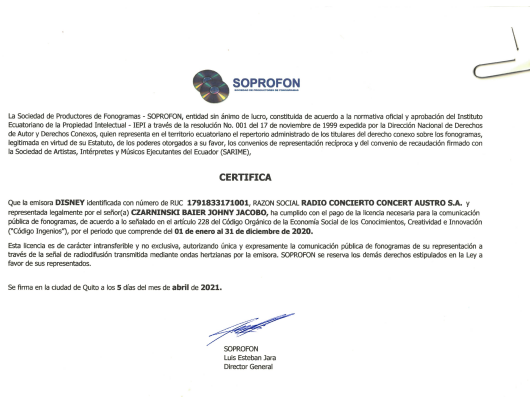 SOPROFON
SOCIEDAD DE PRODUCTORES DE FONOGRAMAS
La Sociedad de Productores de Fonogramas - SOPROFON, entidad sin ánimo de lucro, constituida de acuerdo a la normativa oficial y aprobación del Instituto
Ecuatoriano de la Propiedad Intelectual - IEPI a través de la resolución No. 001 del 17 de noviembre de 1999 expedida por la Dirección Nacional de Derechos
de Autor y Derechos Conexos, quien representa en el territorio ecuatoriano el repertorio administrado de los titulares del derecho conexo sobre los fonogramas,
legitimada en virtud de su Estatuto, de los poderes otorgados a su favor, los convenios de representación recíproca y del convenio de recaudación firmado con
la Sociedad de Artistas, Intérpretes y Músicos Ejecutantes del Ecuador (SARIME),
CERTIFICA
Que la emisora DISNEY identificada con número de RUC 1791833171001, RAZON SOCIAL RADIO CONCIERTO CONCERT AUSTRO S.A. y
representada legalmente por el señor(a) CZARNINSKI BAIER JOHNY JACOBO, ha cumplido con el pago de la licencia necesaria para la comunicación
pública de fonogramas, de acuerdo a lo señalado en el artículo 228 del Código Orgánico de la Economía Social de los Conocimientos, Creatividad e Innovación
("Código Ingenios"), por el periodo que comprende del 01 de enero al 31 de diciembre de 2020.
Esta licencia es de carácter intransferible y no exclusiva, autorizando única y expresamente la comunicación pública de fonogramas de su representación a
través de la señal de radiodifusión transmitida mediante ondas hertzianas por la emisora. SOPROFON se reserva los demás derechos estipulados en la Ley a
favor de sus representados.
Se firma en la ciudad de Quito a los 5 días del mes de abril de 2021.
SOPROFON
Luis Esteban Jara
Director General